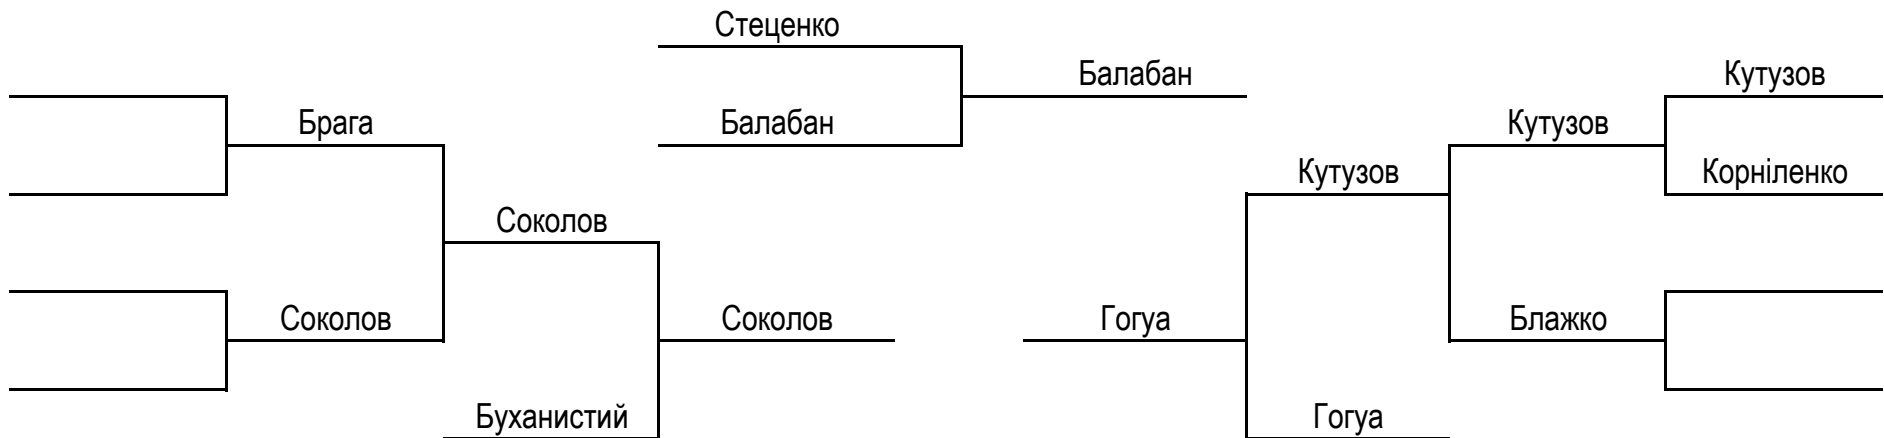 Стеценко
Балабан
Кутузов
Брага
Балабан
Кутузов
Кутузов
Корніленко
Соколов
Соколов
Соколов
Гогуа
Блажко
Буханистий
Гогуа